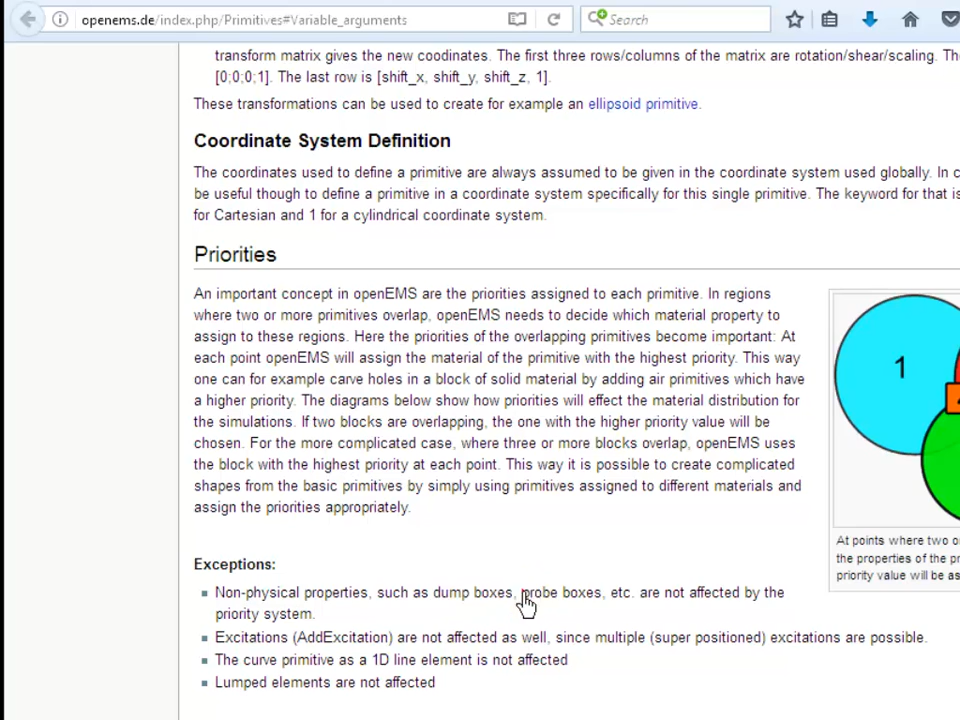 openems.de/index.php/Primitives#Variable_arguments
Search
transform matrix gives the new coodinates. The first three rows/columns of the matrix are rotation/shear/scaling. The
[0;0;0;1]. The last row is [shift_x, shift_y, shift_z, 1].
These transformations can be used to create for example an ellipsoid primitive.
Coordinate System Definition
The coordinates used to define a primitive are always assumed to be given in the coordinate system used globally. In c
be useful though to define a primitive in a coordinate system specifically for this single primitive. The keyword for that is
for Cartesian and 1 for a cylindrical coordinate system.
Priorities
An important concept in openEMS are the priorities assigned to each primitive. In regions
where two or more primitives overlap, openEMS needs to decide which material property to
assign to these regions. Here the priorities of the overlapping primitives become important: At
each point openEMS will assign the material of the primitive with the highest priority. This way
one can for example carve holes in a block of solid material by adding air primitives which have
a higher priority. The diagrams below show how priorities will effect the material distribution for
the simulations. If two blocks are overlapping, the one with the higher priority value will be
chosen. For the more complicated case, where three or more blocks overlap, openEMS uses
the block with the highest priority at each point. This way it is possible to create complicated
shapes from the basic primitives by simply using primitives assigned to different materials and
assign the priorities appropriately.
1
At points where two or
the properties of the pr
priority value will be as
Exceptions:
Non-physical properties, such as dump boxes, probe boxes, etc. are not affected by the
priority system.
Excitations (AddExcitation) are not affected as well, since multiple (super positioned) excitations are possible.
The curve primitive as a 1D line element is not affected
Lumped elements are not affected